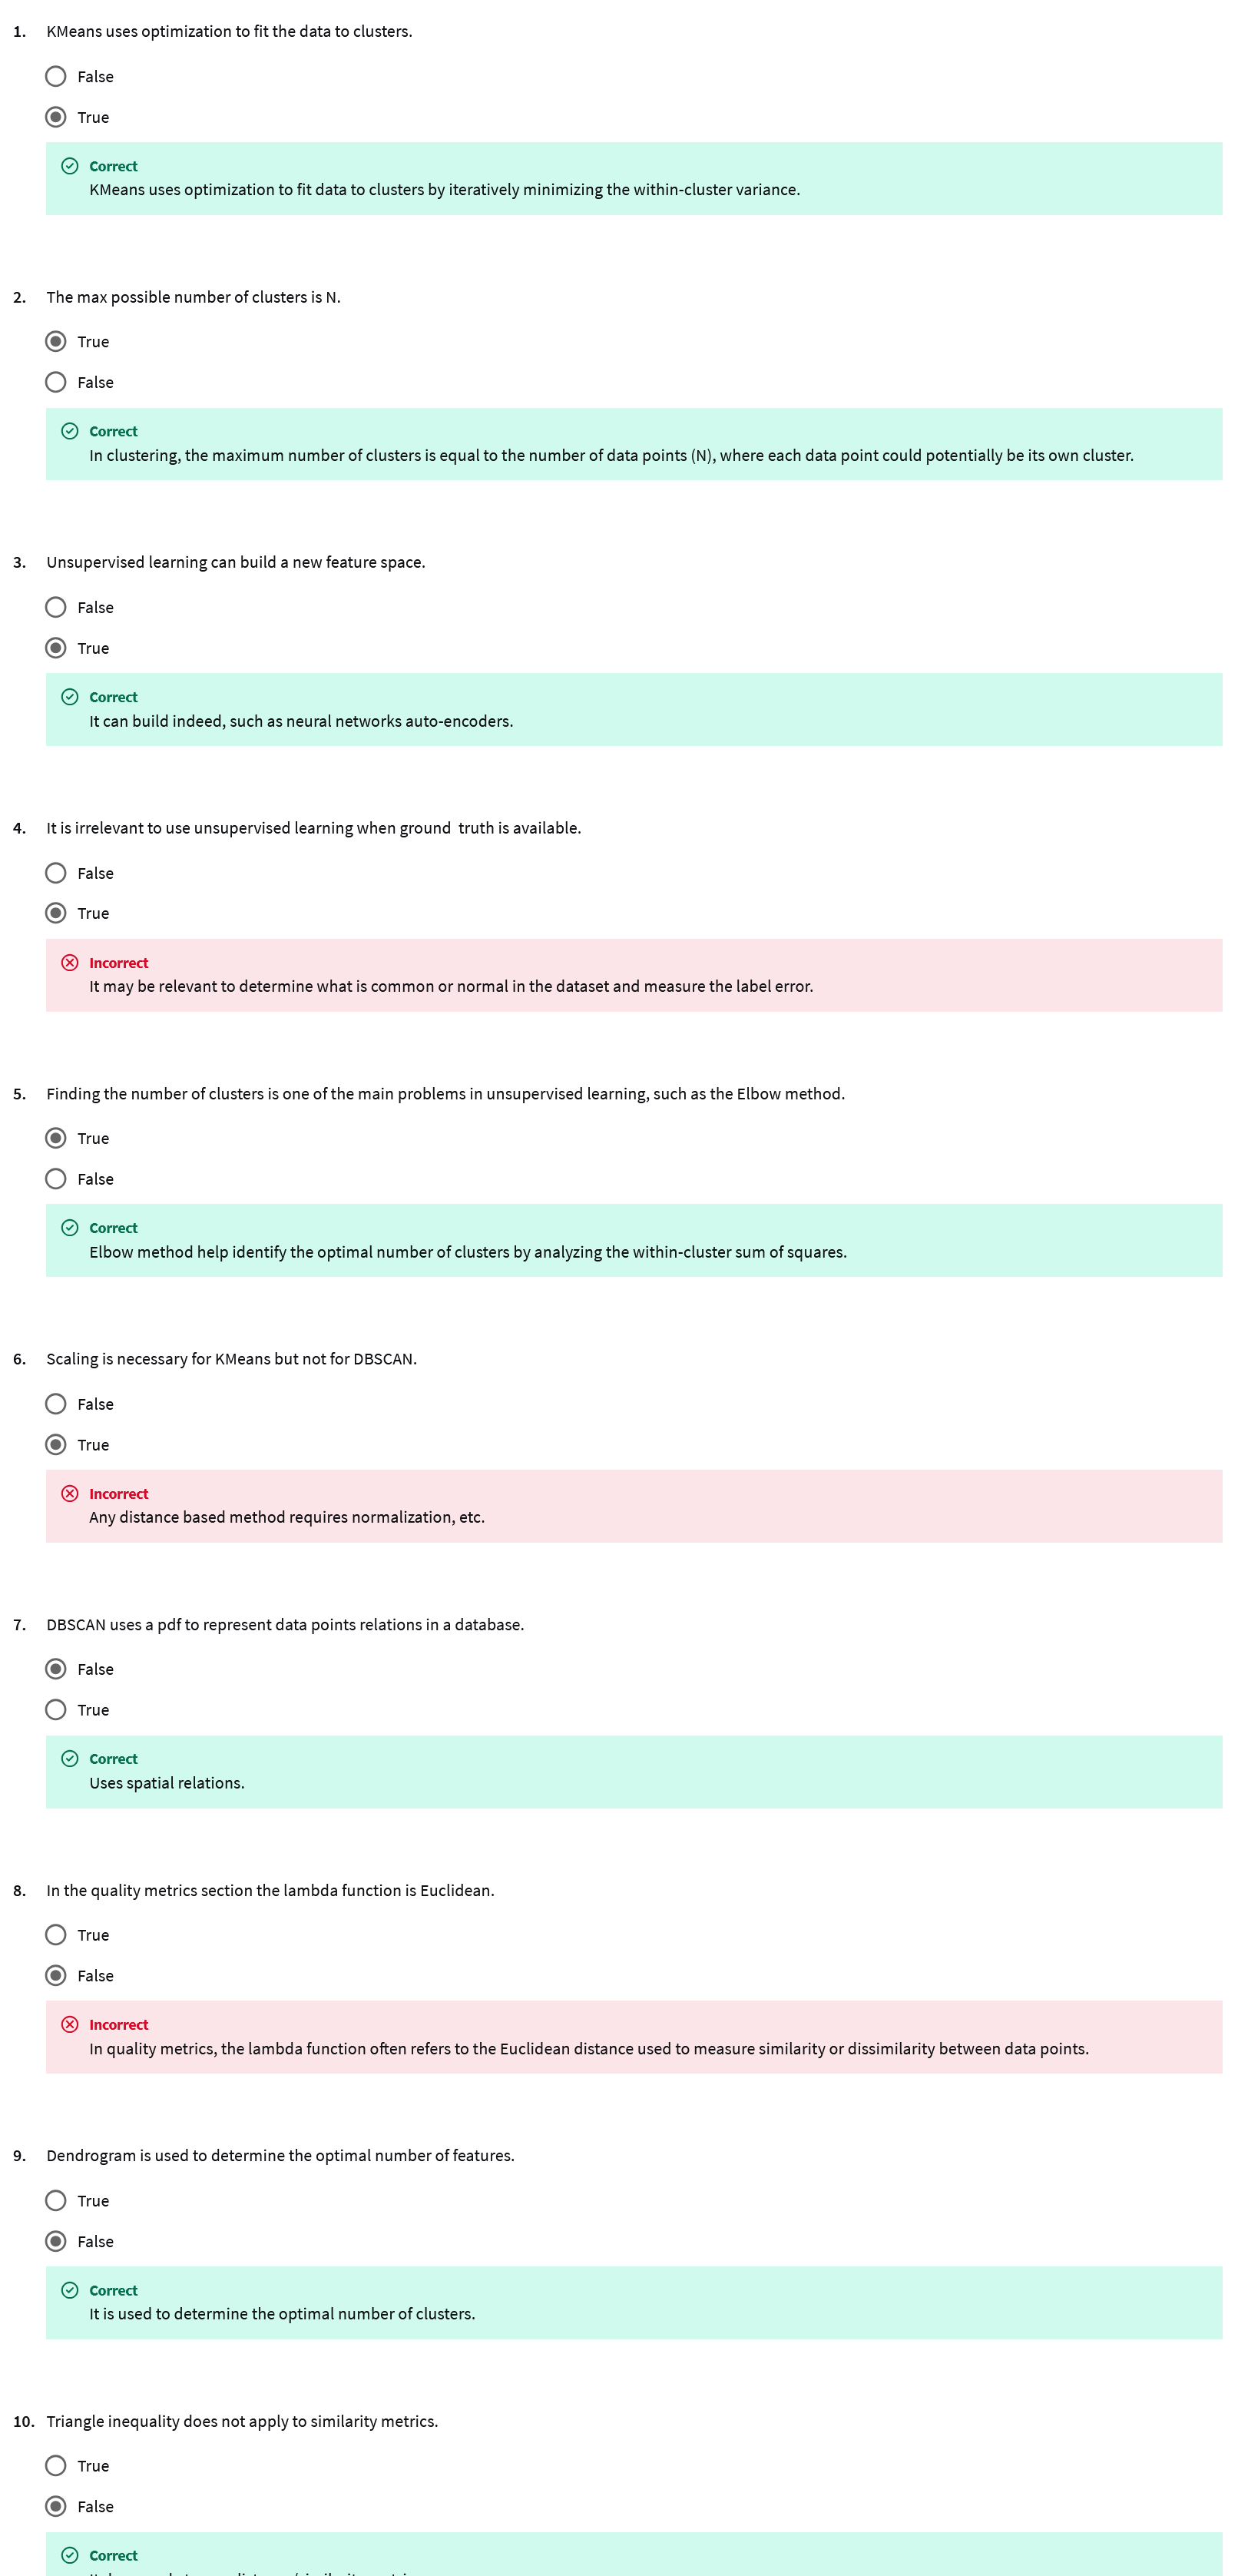 1. KMeans uses optimization to fit the data to clusters.
False
True
Correct
KMeans uses optimization to fit data to clusters by iteratively minimizing the within-cluster variance.
2. The max possible number of clusters is N.
True
False
Correct
In clustering, the maximum number of clusters is equal to the number of data points (N), where each data point could potentially be its own cluster.
3. Unsupervised learning can build a new feature space.
False
True
Correct
It can build indeed, such as neural networks auto-encoders.
4. It is irrelevant to use unsupervised learning when ground  truth is available.
False
True
Incorrect
It may be relevant to determine what is common or normal in the dataset and measure the label error.
5. Finding the number of clusters is one of the main problems in unsupervised learning, such as the Elbow method.
True
False
Correct
Elbow method help identify the optimal number of clusters by analyzing the within-cluster sum of squares.
6. Scaling is necessary for KMeans but not for DBSCAN.
False
True
Incorrect
Any distance based method requires normalization, etc.
7. DBSCAN uses a pdf to represent data points relations in a database.
False
True
Correct
Uses spatial relations.
8. In the quality metrics section the lambda function is Euclidean.
True
False
Incorrect
In quality metrics, the lambda function often refers to the Euclidean distance used to measure similarity or dissimilarity between data points.
9. Dendrogram is used to determine the optimal number of features.
True
False
Correct
It is used to determine the optimal number of clusters.
10. Triangle inequality does not apply to similarity metrics.
True
False
Correct